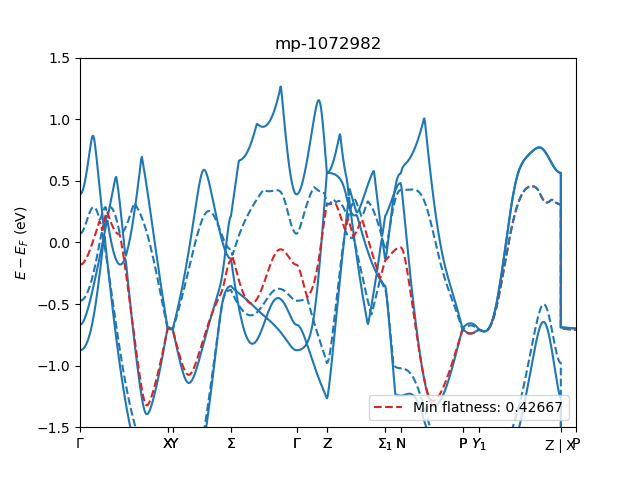 mp-1072982
E − E_F (eV)
1.5
1.0
0.5
0.0
−0.5
−1.0
−1.5
Γ X Y Σ Γ Z Σ₁ N P Y₁ Z | X P
Min flatness: 0.42667